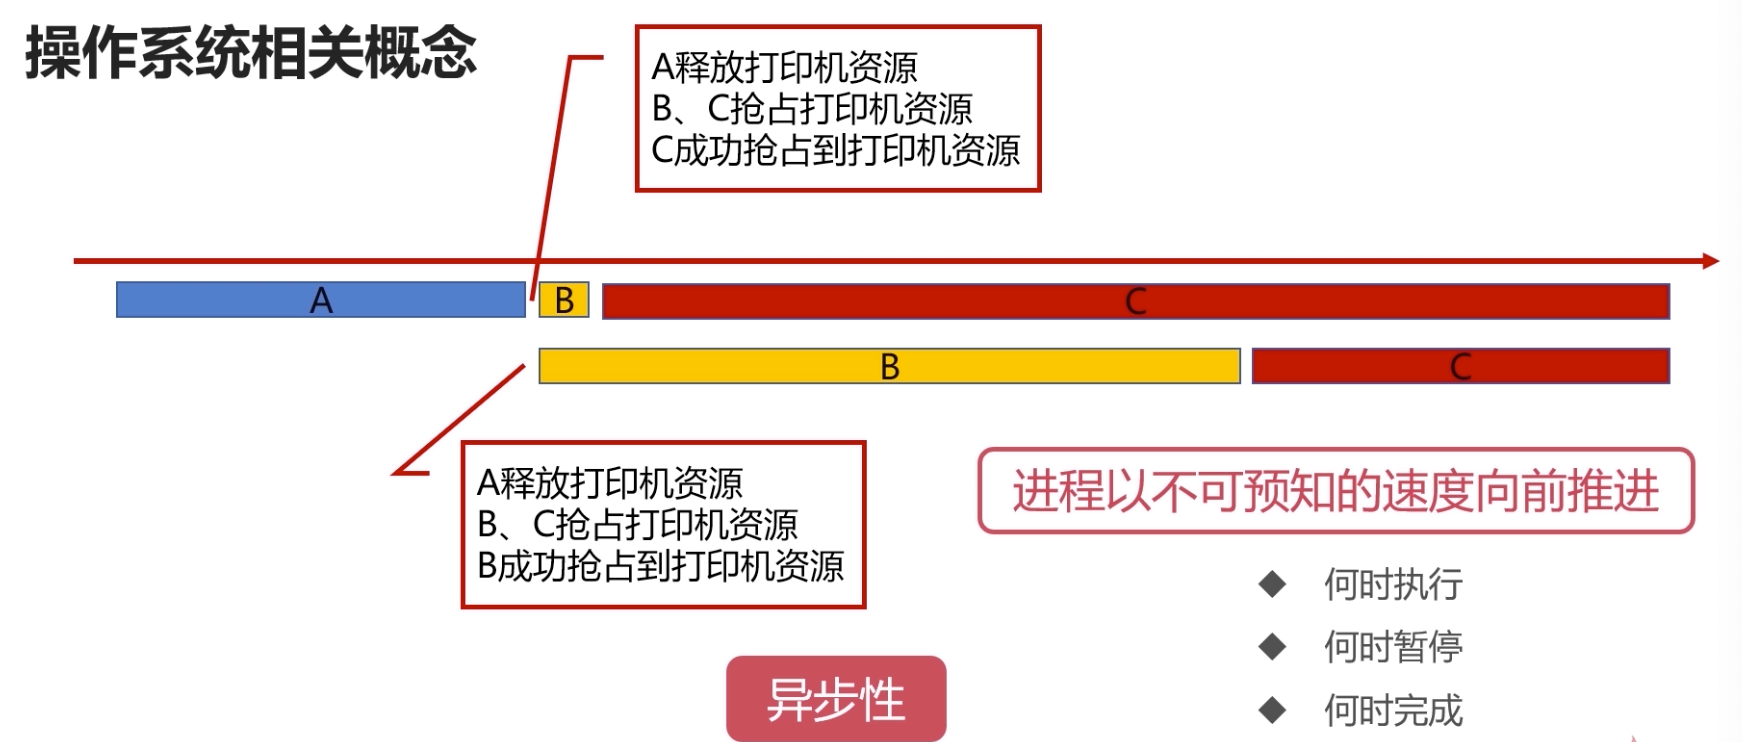 操作系统相关概念
A释放打印机资源
B、C抢占打印机资源
C成功抢占到打印机资源
A
B
C
B
C
A释放打印机资源
B、C抢占打印机资源
B成功抢占到打印机资源
进程以不可预知的速度向前推进
何时执行
何时暂停
何时完成
异步性